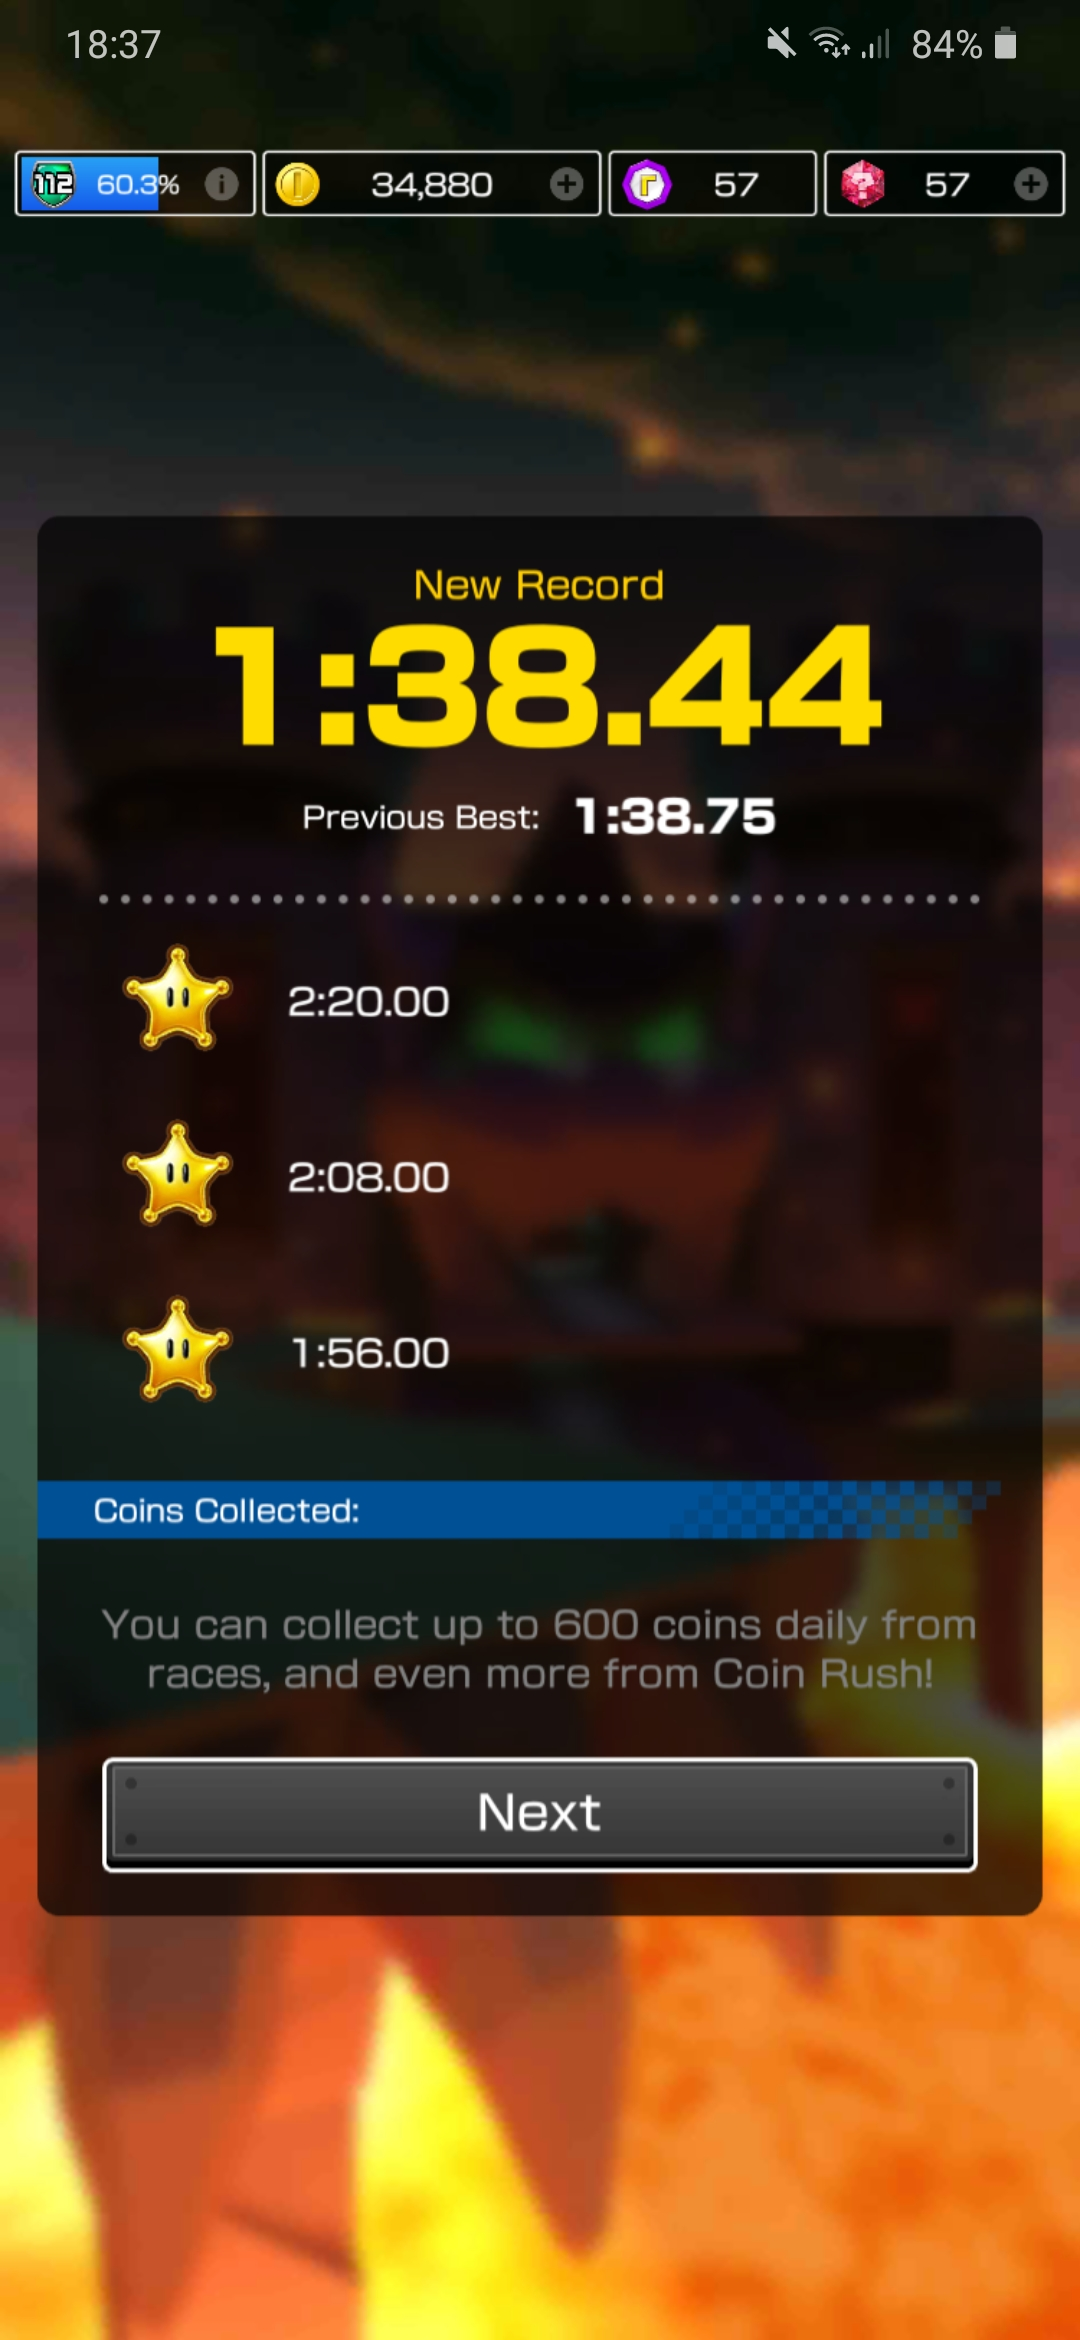 18:37 84%
112 60.3% i 34,880 + r 57 ? 57 +
New Record
1:38.44
Previous Best: 1:38.75
2:20.00
2:08.00
1:56.00
Coins Collected:
You can collect up to 600 coins daily from
races, and even more from Coin Rush!
Next